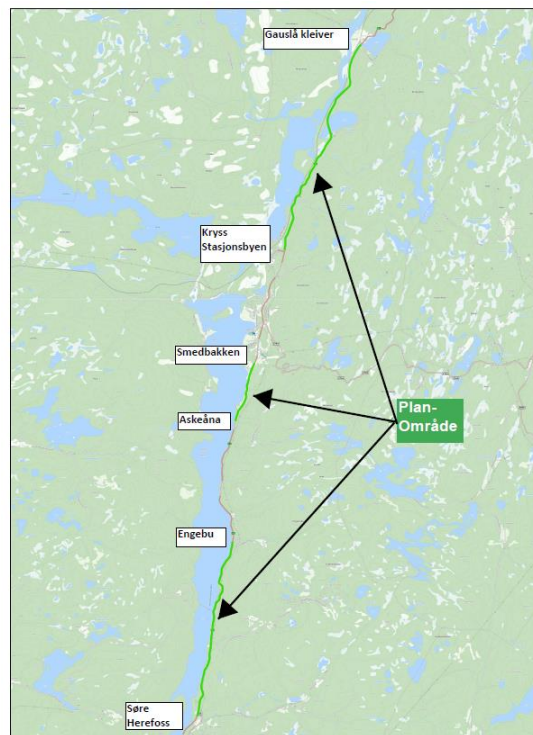 Gauslå kleiver
Kryss
Stasjonsbyen
Smedbakken
Askeåna
Plan-
Område
Engebu
Søre
Herefoss